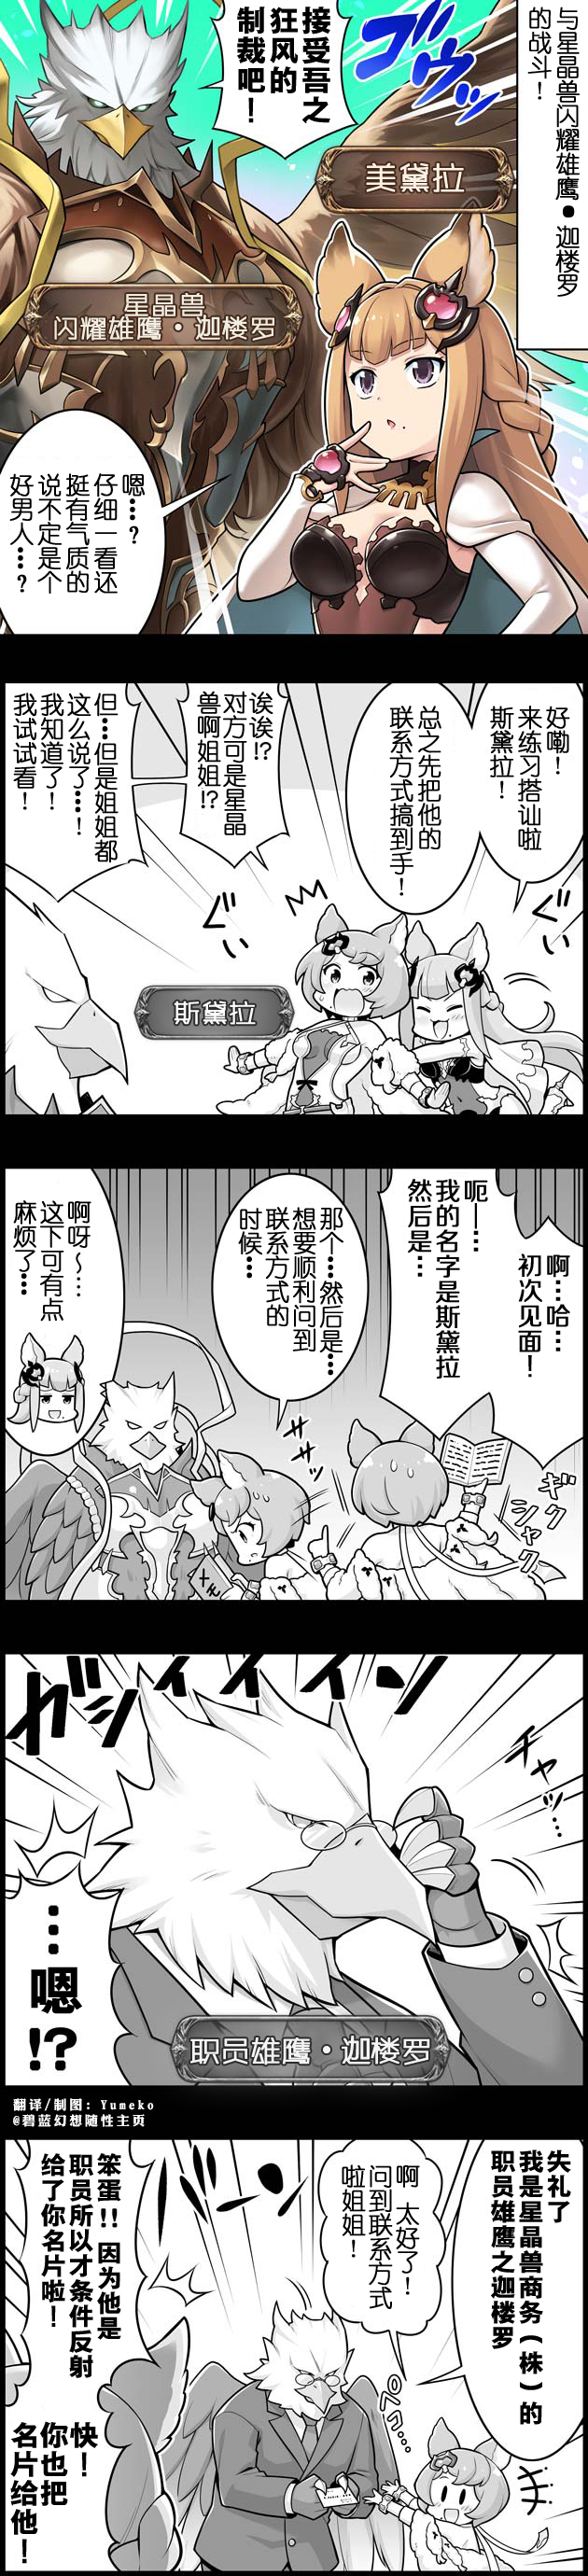 与星晶兽闪耀雄鹰•迦楼罗
的战斗！
ゴウッ
接受吾之
狂风的
制裁吧！
美黛拉
星晶兽
闪耀雄鹰・迦楼罗
嗯…？
仔细一看还
挺有气质的
说不定是个
好男人…？
好嘞！
来练习搭讪啦
斯黛拉！
总之先把他的
联系方式搞到手！
诶诶!?
对方可是星晶
兽啊姐姐!?
但…但是姐姐都
这么说了…！
我知道了！
我试试看！
ぐい
ぐい
斯黛拉
啊…哈…
初次见面！
呃—…
我的名字是斯黛拉
然后是…
那个…然后是…
想要顺利问到
联系方式的
时候…
啊呀～…
这下可有点
麻烦了…
ギク
シャク
ササッ
メモ
ガシィィィン
チャッ…
…嗯!?
职员雄鹰・迦楼罗
翻译/制图：Yumeko
@碧蓝幻想随性主页
失礼了
我是星晶兽商务(株)的
职员雄鹰之迦楼罗
啊 太好了！
问到联系方式
啦姐姐！
笨蛋!! 因为他是
职员所以才条件反射
给了你名片啦！
快！
你也把
名片给他！
ペコ…